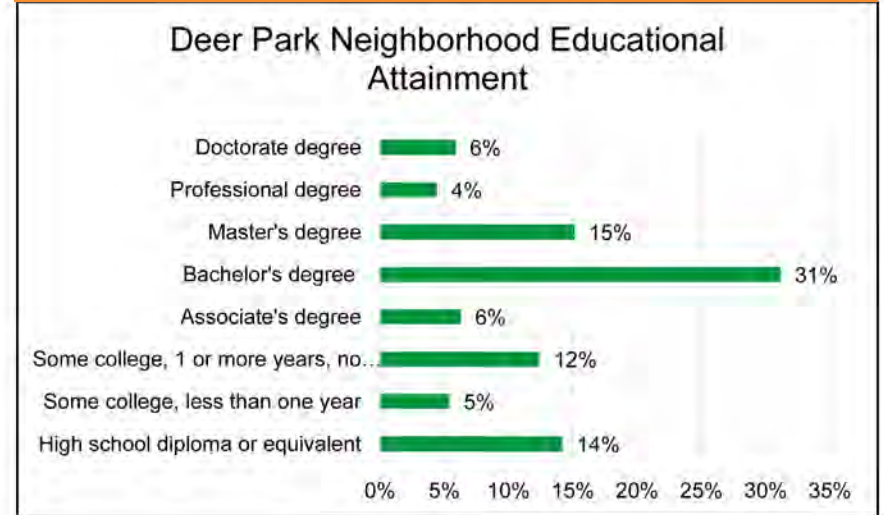 Deer Park Neighborhood Educational
Attainment
Doctorate degree 6%
Professional degree 4%
Master's degree 15%
Bachelor's degree 31%
Associate's degree 6%
Some college, 1 or more years, no… 12%
Some college, less than one year 5%
High school diploma or equivalent 14%
0% 5% 10% 15% 20% 25% 30% 35%